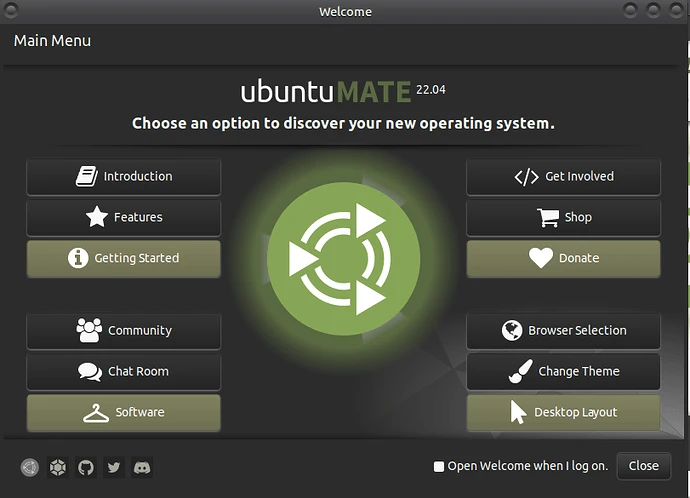 Welcome
Main Menu
ubuntuMATE 22.04
Choose an option to discover your new operating system.
Introduction
Features
Getting Started
Community
Chat Room
Software
Get Involved
Shop
Donate
Browser Selection
Change Theme
Desktop Layout
Open Welcome when I log on.
Close